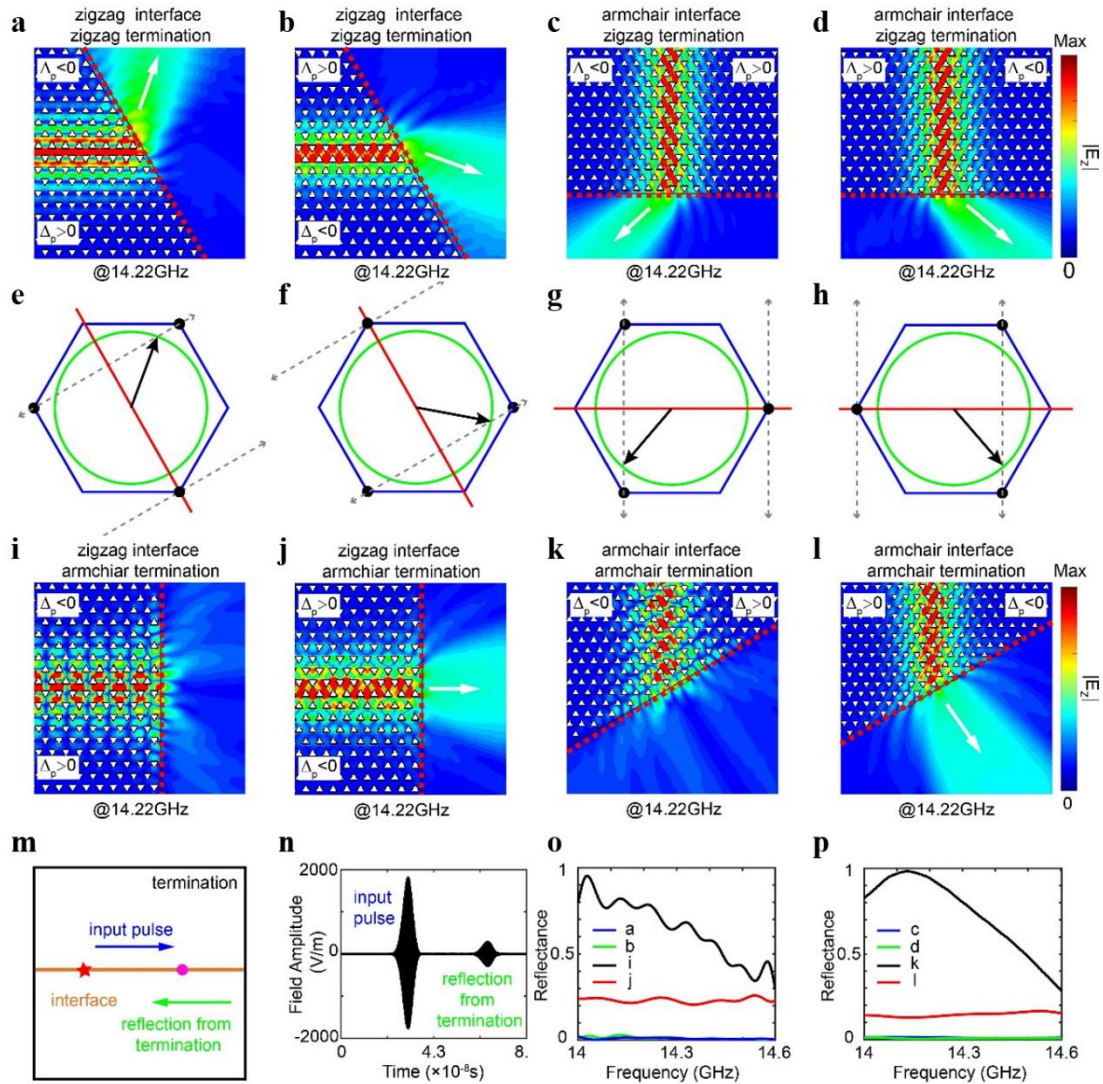 a
zigzag interface
zigzag termination
b
zigzag interface
zigzag termination
c
armchair interface
zigzag termination
d
armchair interface
zigzag termination
Λp<0
Δp>0
@14.22GHz
Λp>0
Δp<0
@14.22GHz
Λp<0
Λp>0
@14.22GHz
Λp>0
Λp<0
@14.22GHz
Max
|Ez|
0
e
f
g
h
i
zigzag interface
armchiar termination
j
zigzag interface
armchair termination
k
armchair interface
armchair termination
l
armchair interface
armchair termination
Δp<0
Δp>0
@14.22GHz
Δp>0
Δp<0
@14.22GHz
Δp<0
Δp>0
@14.22GHz
Δp>0
Δp<0
@14.22GHz
Max
|Ez|
0
m
termination
input pulse
interface
reflection from
termination
n
Field Amplitude
(V/m)
2000
0
-2000
input
pulse
reflection
from
termination
0
4.3
8.
Time (×10-8s)
o
Reflectance
1
0.5
0
a
b
i
j
14
14.3
14.6
Frequency (GHz)
p
Reflectance
1
0.5
0
c
d
k
l
14
14.3
14.6
Frequency (GHz)